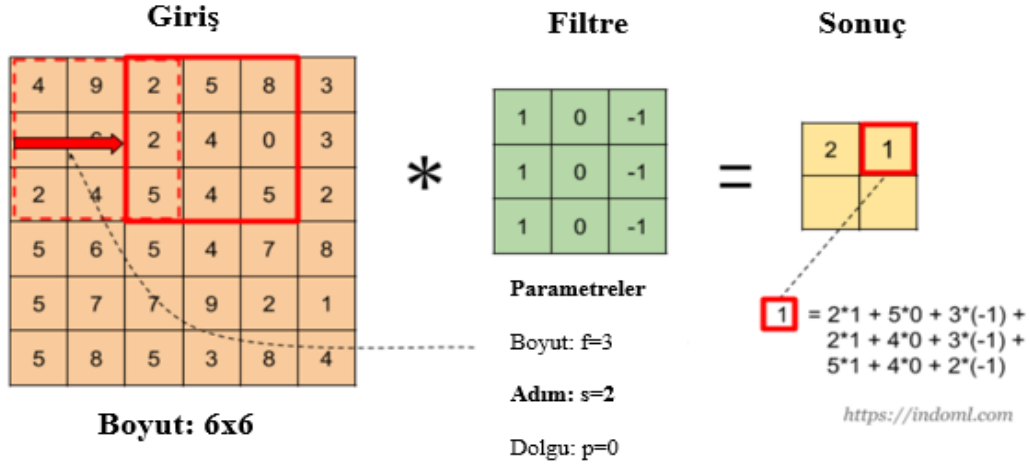 Giriş
Filtre
Sonuç
4 9 2 5 8 3
2 4 0 3
2 4 5 4 5 2
5 6 5 4 7 8
5 7 7 9 2 1
5 8 5 3 8 4
Boyut: 6x6
*
1 0 -1
1 0 -1
1 0 -1
Parametreler
Boyut: f=3
Adım: s=2
Dolgu: p=0
=
2 1
1 = 2*1 + 5*0 + 3*(-1) +
2*1 + 4*0 + 3*(-1) +
5*1 + 4*0 + 2*(-1)
https://indoml.com